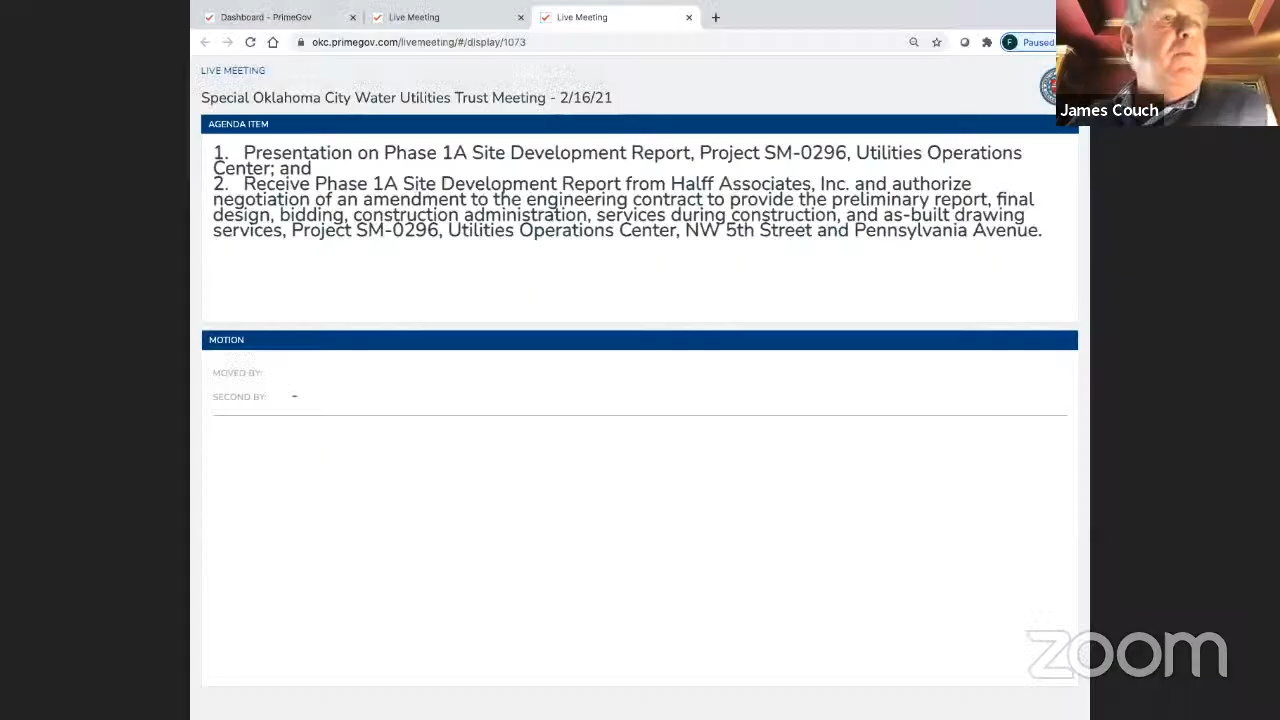 Dashboard - PrimeGov
Live Meeting
Live Meeting
okc.primegov.com/livemeeting/#/display/1073
F
Paused
LIVE MEETING
Special Oklahoma City Water Utilities Trust Meeting - 2/16/21
James Couch
AGENDA ITEM
1. Presentation on Phase 1A Site Development Report, Project SM-0296, Utilities Operations
Center; and
2. Receive Phase 1A Site Development Report from Halff Associates, Inc. and authorize
negotiation of an amendment to the engineering contract to provide the preliminary report, final
design, bidding, construction administration, services during construction, and as-built drawing
services, Project SM-0296, Utilities Operations Center, NW 5th Street and Pennsylvania Avenue.
MOTION
MOVED BY:
SECOND BY: -
zoom